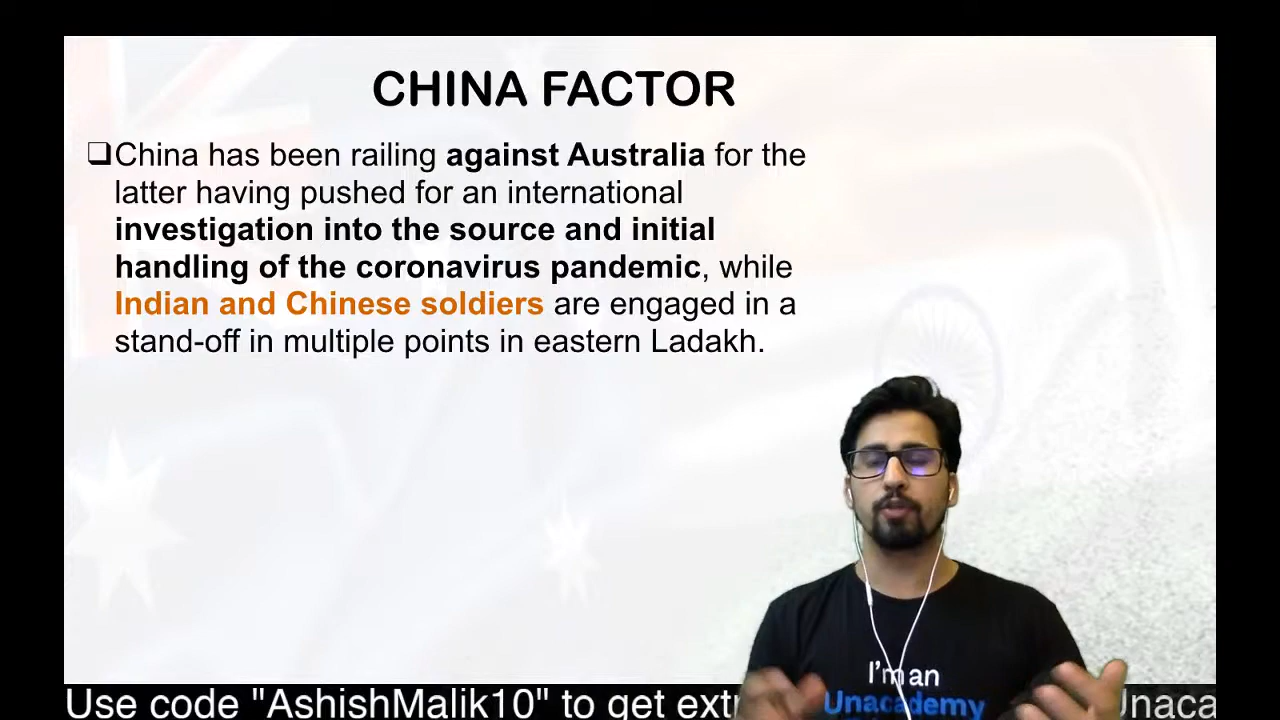 CHINA FACTOR
❑China has been railing against Australia for the
latter having pushed for an international
investigation into the source and initial
handling of the coronavirus pandemic, while
Indian and Chinese soldiers are engaged in a
stand-off in multiple points in eastern Ladakh.
I'm an
Unacademy
Use code "AshishMalik10" to get